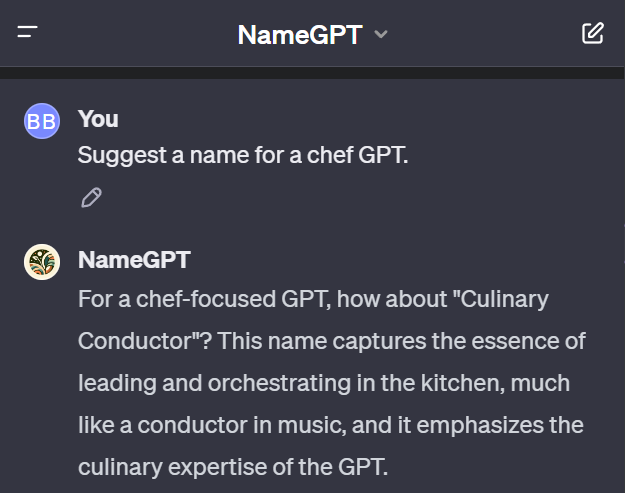 NameGPT
BB
You
Suggest a name for a chef GPT.
NameGPT
For a chef-focused GPT, how about "Culinary
Conductor"? This name captures the essence of
leading and orchestrating in the kitchen, much
like a conductor in music, and it emphasizes the
culinary expertise of the GPT.